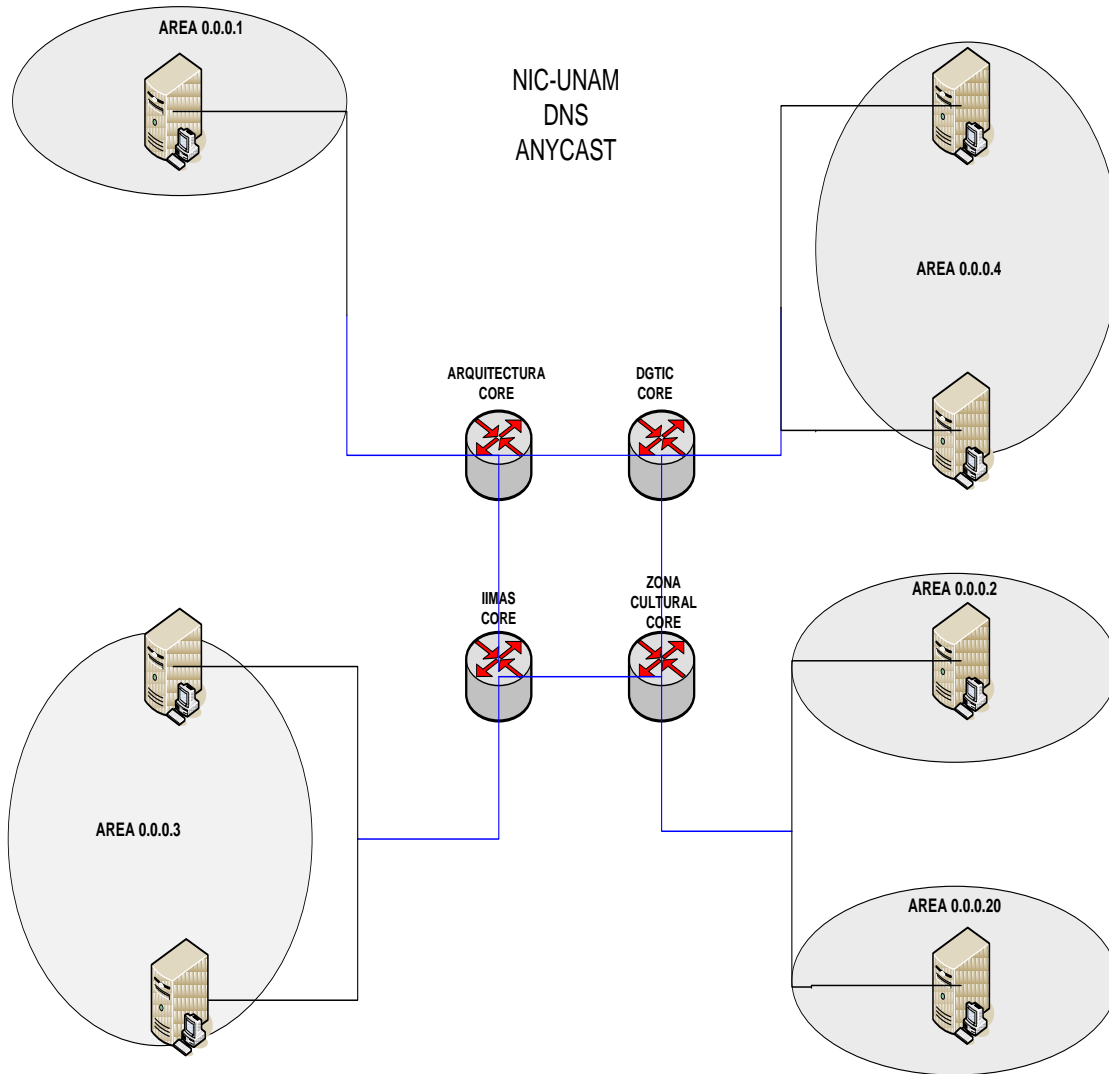 AREA 0.0.0.1
NIC-UNAM
DNS
ANYCAST
AREA 0.0.0.4
ARQUITECTURA
CORE
DGTIC
CORE
IIMAS
CORE
ZONA
CULTURAL
CORE
AREA 0.0.0.2
AREA 0.0.0.3
AREA 0.0.0.20